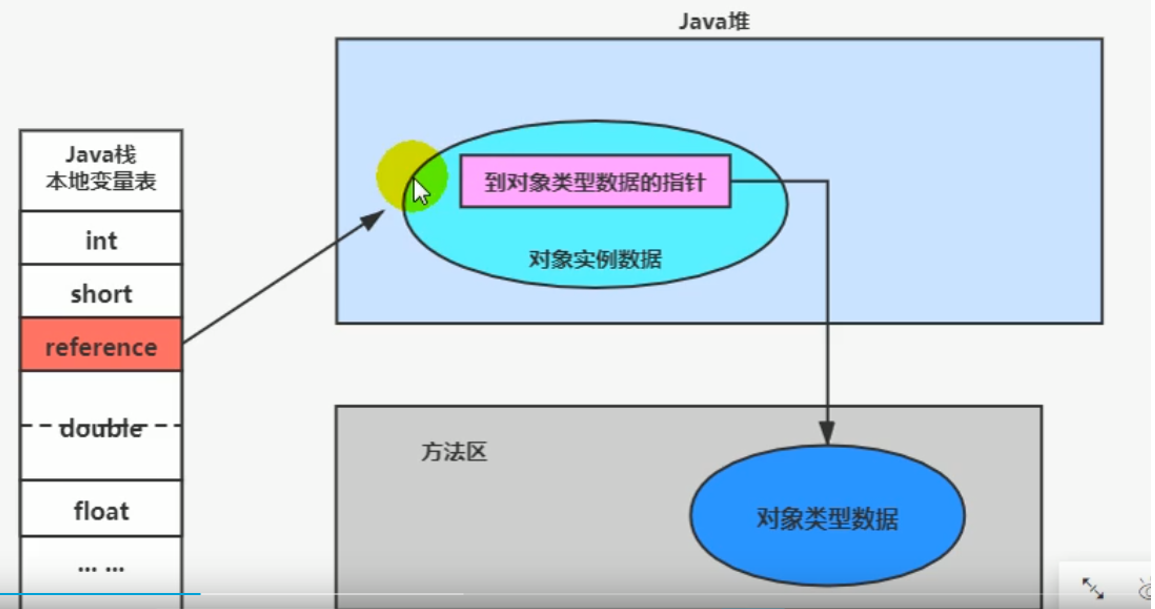 Java堆
Java栈
本地变量表
int
short
reference
double
float
... ...
到对象类型数据的指针
对象实例数据
方法区
对象类型数据